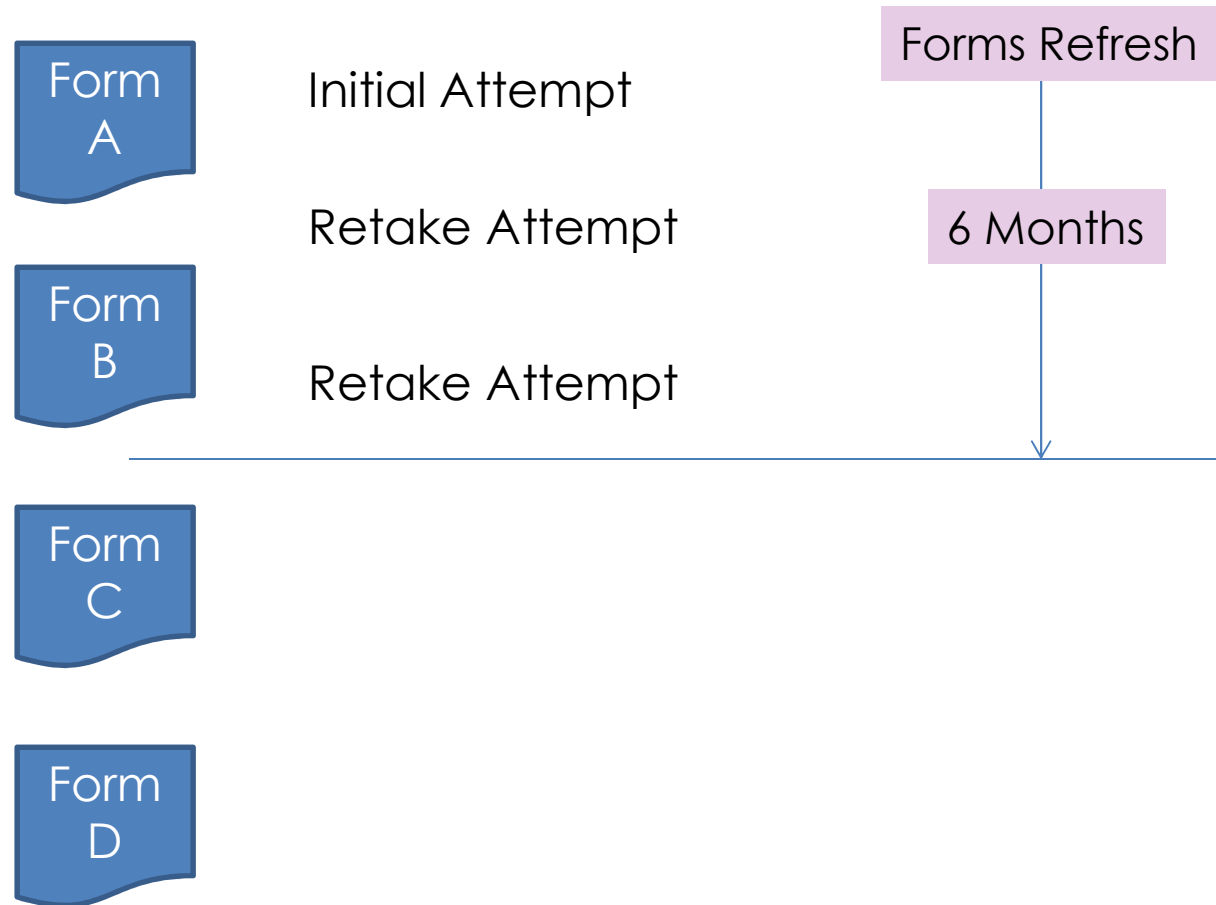 Form
A
Initial Attempt
Forms Refresh
Retake Attempt
6 Months
Form
B
Retake Attempt
Form
C
Form
D